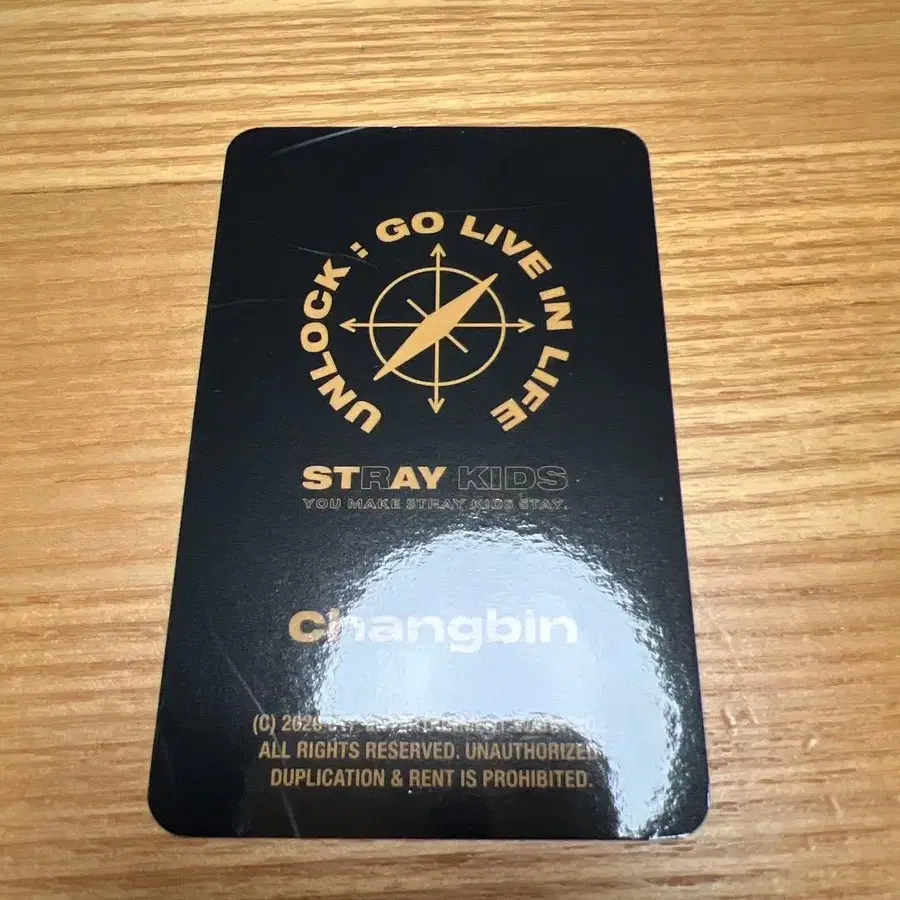 UNLOCK : GO LIVE IN LIFE
STRAY KIDS
YOU MAKE STRAY KIDS STAY.
Changbin
(C) 2020
ALL RIGHTS RESERVED. UNAUTHORIZED
DUPLICATION & RENT IS PROHIBITED.